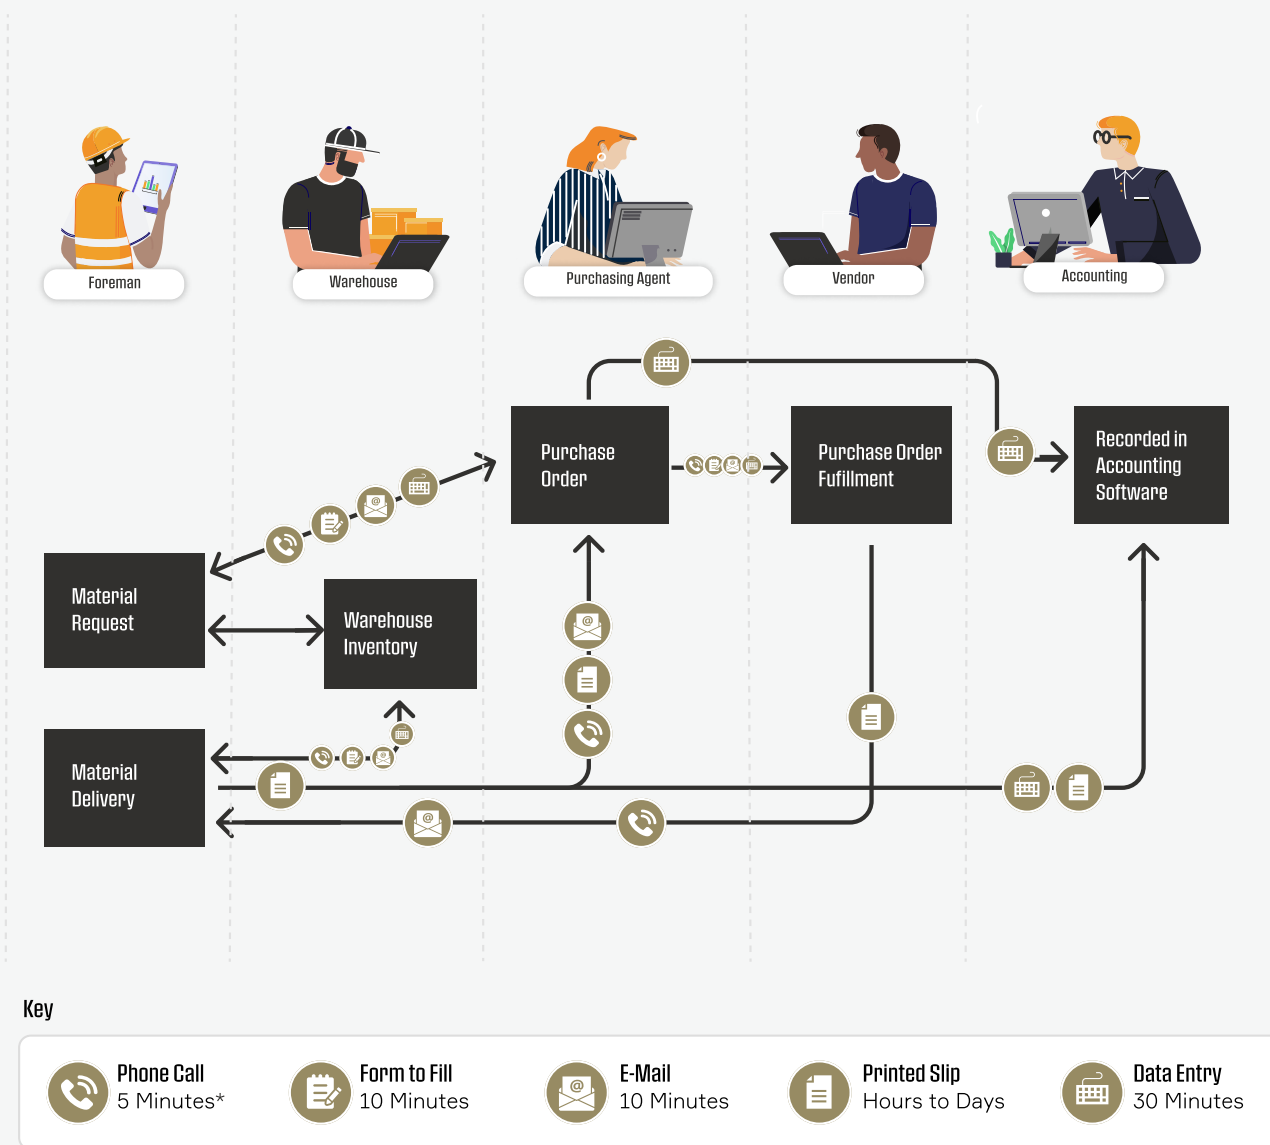 Foreman
Warehouse
Purchasing Agent
Vendor
Accounting
Purchase
Order
Purchase Order
Fufillment
Recorded in
Accounting
Software
Material
Request
Warehouse
Inventory
Material
Delivery
Key
Phone Call
5 Minutes*
Form to Fill
10 Minutes
E-Mail
10 Minutes
Printed Slip
Hours to Days
Data Entry
30 Minutes